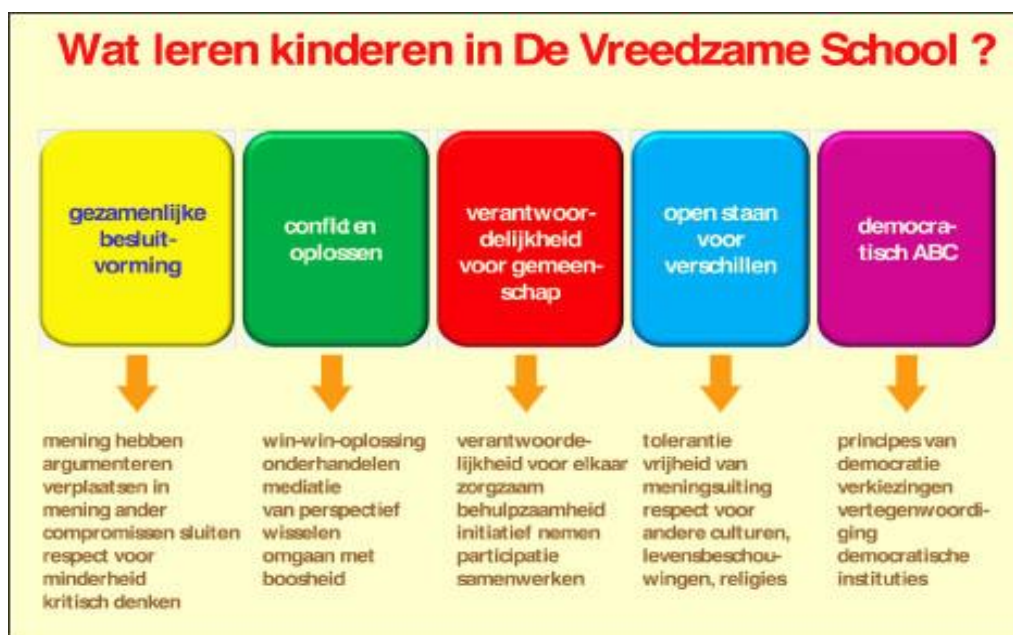 Wat leren kinderen in De Vreedzame School ?
gezamenlijke
besluit-
vorming
conflicten
oplossen
verantwoor-
delijkheid
voor gemeen-
schap
open staan
voor
verschillen
democra-
tisch ABC
mening hebben
argumenteren
verplaatsen in
mening ander
compromissen sluiten
respect voor
minderheid
kritisch denken
win-win-oplossing
onderhandelen
mediatie
van perspectief
wisselen
omgaan met
boosheid
verantwoorde-
lijkheid voor elkaar
zorgzaam
behulpzaamheid
initiatief nemen
participatie
samenwerken
tolerantie
vrijheid van
meningsuiting
respect voor
andere culturen,
levensbeschou-
wingen, religies
principes van
democratie
verkiezingen
vertegenwoordi-
ging
democratische
instituties